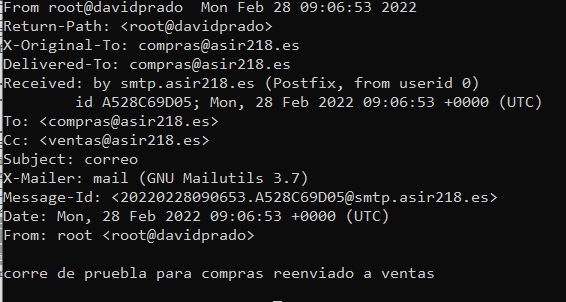 From root@davidprado  Mon Feb 28 09:06:53 2022
Return-Path: <root@davidprado>
X-Original-To: compras@asir218.es
Delivered-To: compras@asir218.es
Received: by smtp.asir218.es (Postfix, from userid 0)
        id A528C69D05; Mon, 28 Feb 2022 09:06:53 +0000 (UTC)
To: <compras@asir218.es>
Cc: <ventas@asir218.es>
Subject: correo
X-Mailer: mail (GNU Mailutils 3.7)
Message-Id: <20220228090653.A528C69D05@smtp.asir218.es>
Date: Mon, 28 Feb 2022 09:06:53 +0000 (UTC)
From: root <root@davidprado>

corre de pruebla para compras reenviado a ventas